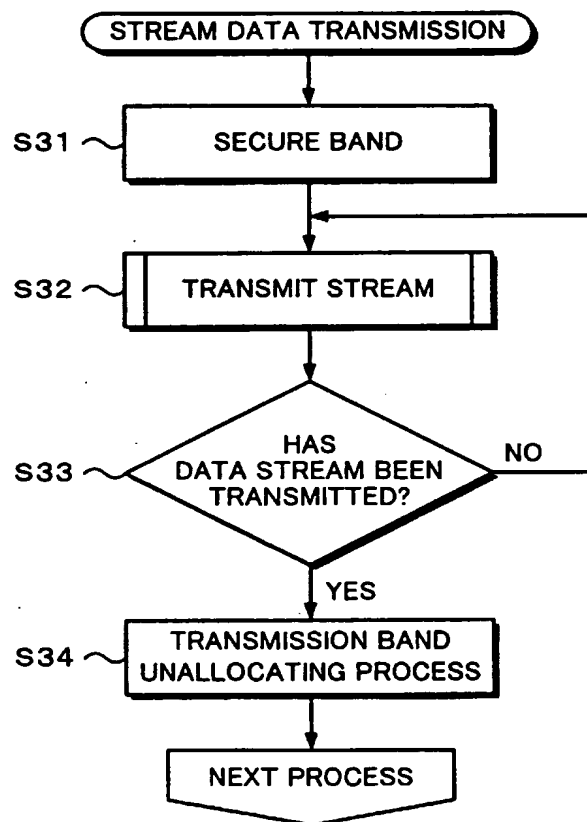 STREAM DATA TRANSMISSION
S31
SECURE BAND
S32
TRANSMIT STREAM
S33
HAS
DATA STREAM BEEN
TRANSMITTED?
NO
YES
S34
TRANSMISSION BAND
UNALLOCATING PROCESS
NEXT PROCESS